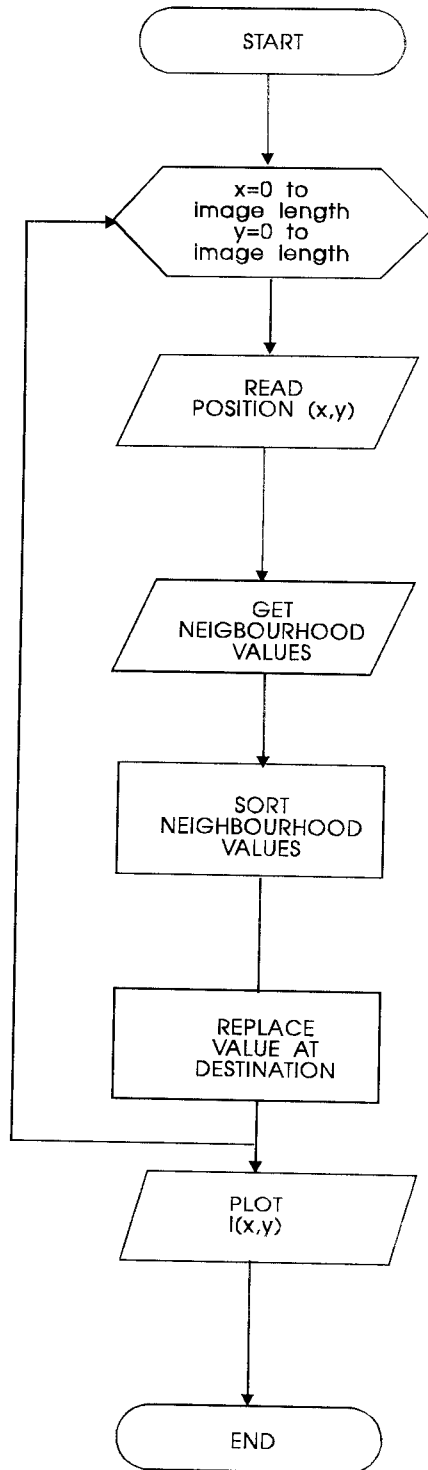 START
x=0 to
image length
y=0 to
image length
READ
POSITION (x,y)
GET
NEIGBOURHOOD
VALUES
SORT
NEIGHBOURHOOD
VALUES
REPLACE
VALUE AT
DESTINATION
PLOT
I(x,y)
END